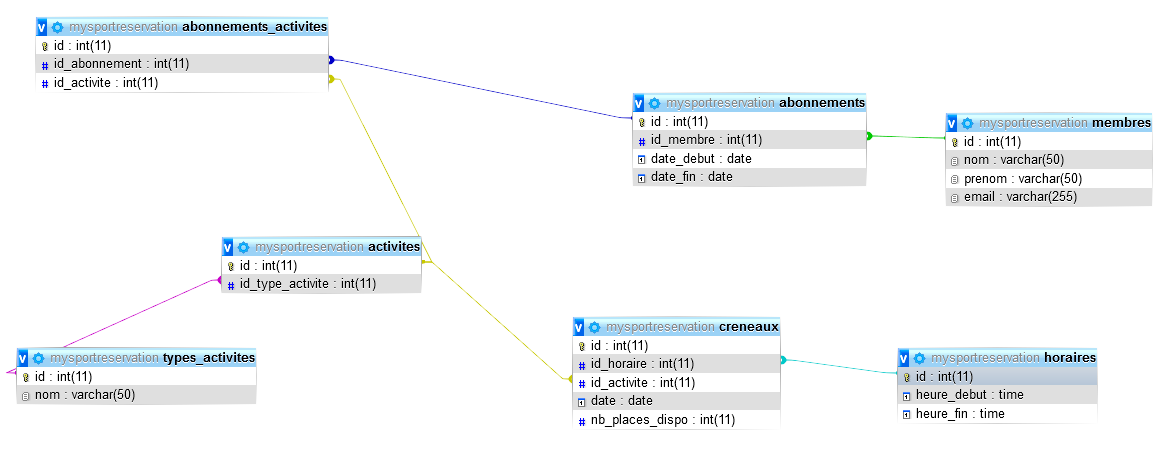 mysportreservation abonnements_activites
id : int(11)
id_abonnement : int(11)
id_activite : int(11)
mysportreservation abonnements
id : int(11)
id_membre : int(11)
date_debut : date
date_fin : date
mysportreservation membres
id : int(11)
nom : varchar(50)
prenom : varchar(50)
email : varchar(255)
mysportreservation activites
id : int(11)
id_type_activite : int(11)
mysportreservation types_activites
id : int(11)
nom : varchar(50)
mysportreservation creneaux
id : int(11)
id_horaire : int(11)
id_activite : int(11)
date : date
nb_places_dispo : int(11)
mysportreservation horaires
id : int(11)
heure_debut : time
heure_fin : time